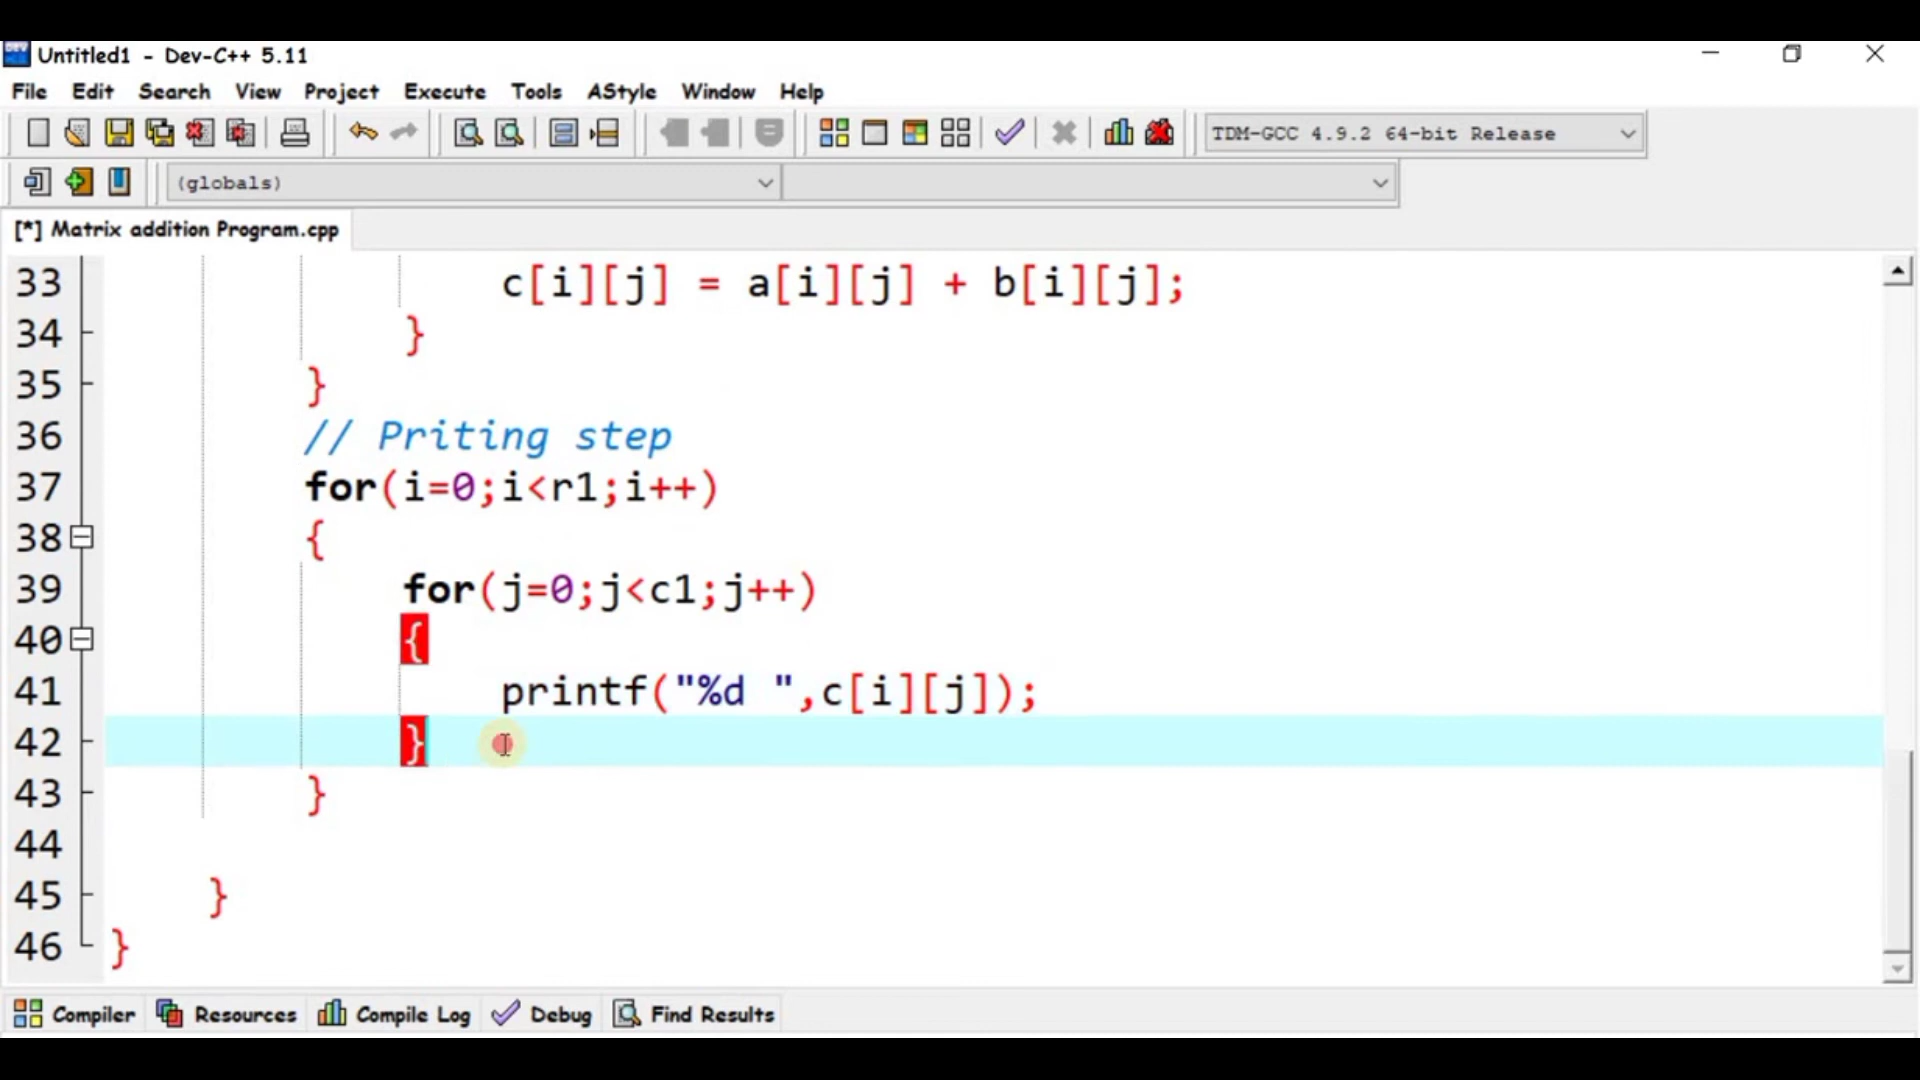 Untitled1 - Dev-C++ 5.11
File Edit Search View Project Execute Tools AStyle Window Help
TDM-GCC 4.9.2 64-bit Release
(globals)
[*] Matrix addition Program.cpp
33 c[i][j] = a[i][j] + b[i][j];
34 }
35 }
36 // Priting step
37 for(i=0;i<r1;i++)
38 {
39 for(j=0;j<c1;j++)
40 {
41 printf("%d ",c[i][j]);
42 }
43 }
44
45 }
46 }
Compiler Resources Compile Log Debug Find Results